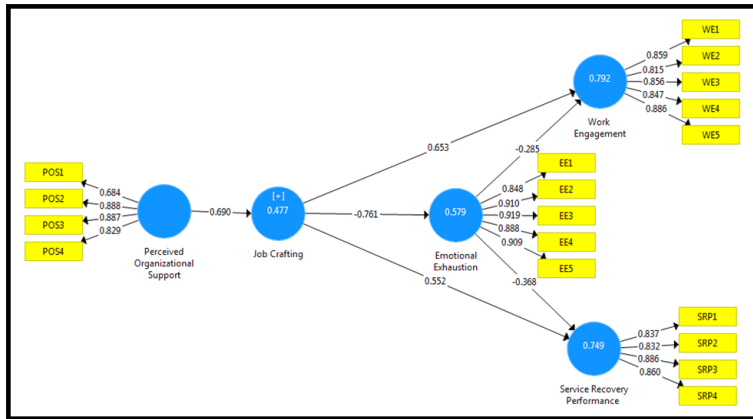 WE1
0.859
WE2
0.815
0.792
0.856
WE3
0.847
WE4
0.886
Work
Engagement
WE5
0.653
-0.285
POS1
0.684
POS2
0.888
POS3
0.887
POS4
0.829
0.690
[+]
0.477
-0.761
0.579
EE1
0.848
EE2
0.910
0.919
EE3
0.888
EE4
0.909
EE5
Perceived
Organizational
Support
Job Crafting
Emotional
Exhaustion
0.552
-0.368
0.749
SRP1
0.837
SRP2
0.832
0.886
SRP3
0.860
SRP4
Service Recovery
Performance